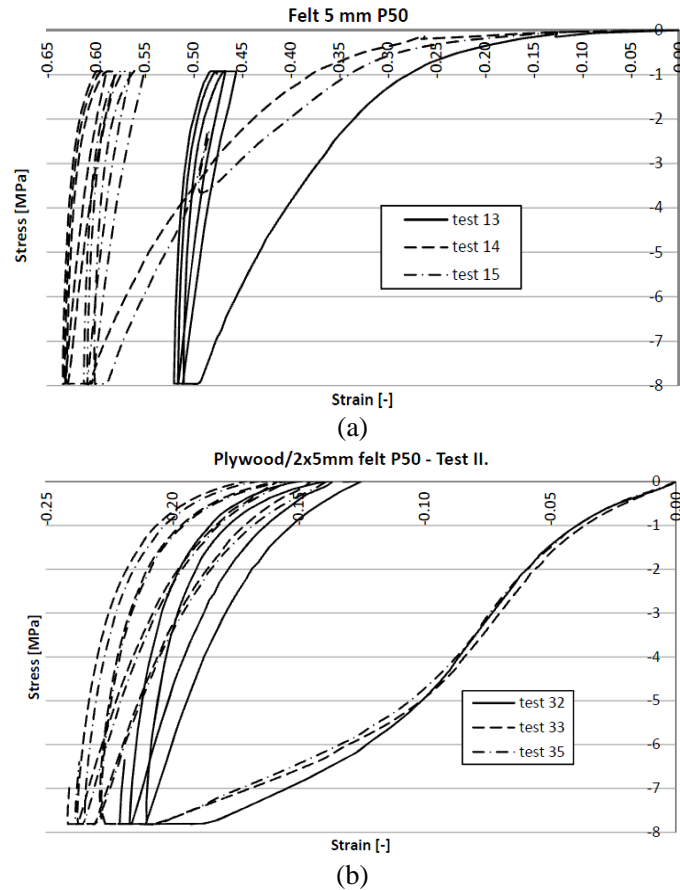 Felt 5 mm P50
-0.65 -0.60 -0.55 -0.50 -0.45 -0.40 -0.35 -0.30 -0.25 -0.20 -0.15 -0.10 -0.05 0.00
0
-1
-2
-3
-4
-5
-6
-7
-8
Stress [MPa]
test 13
test 14
test 15
Strain [-]
(a)
Plywood/2x5mm felt P50 - Test II.
-0.25 -0.20 -0.15 -0.10 -0.05 0.00
0
-1
-2
-3
-4
-5
-6
-7
-8
Stress [MPa]
test 32
test 33
test 35
Strain [-]
(b)